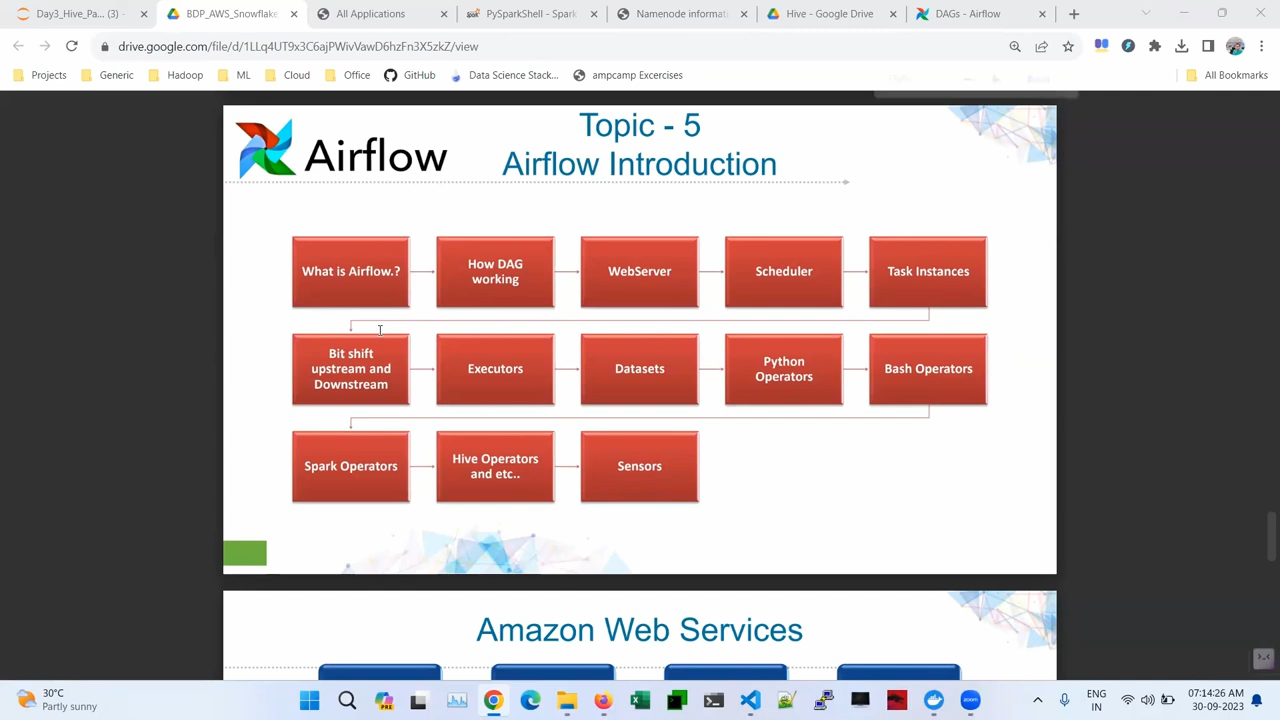 Day3_Hive_Pa... (3)
BDP_AWS_Snowflake
All Applications
PySparkShell - Spark
Namenode informati
Hive - Google Drive
DAGs - Airflow
drive.google.com/file/d/1LLq4UT9x3C6ajPWivVawD6hzFn3X5zkZ/view
Projects
Generic
Hadoop
ML
Cloud
Office
GitHub
Data Science Stack...
ampcamp Excercises
All Bookmarks
Airflow
Topic - 5
Airflow Introduction
What is Airflow.?
How DAG
working
WebServer
Scheduler
Task Instances
Bit shift
upstream and
Downstream
Executors
Datasets
Python
Operators
Bash Operators
Spark Operators
Hive Operators
and etc..
Sensors
Amazon Web Services
30°C
Partly sunny
ENG
IN
07:14:26 AM
30-09-2023